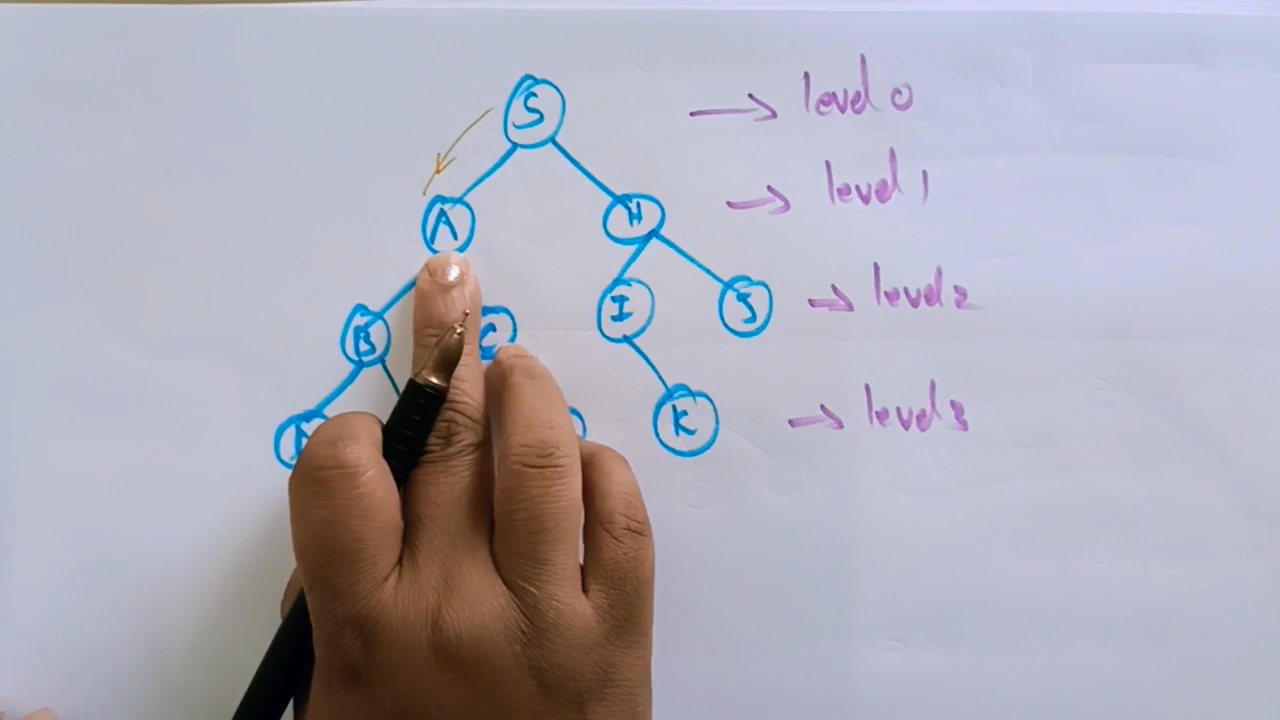 S → level 0
A H → level 1
B C I J → level 2
K → level 3